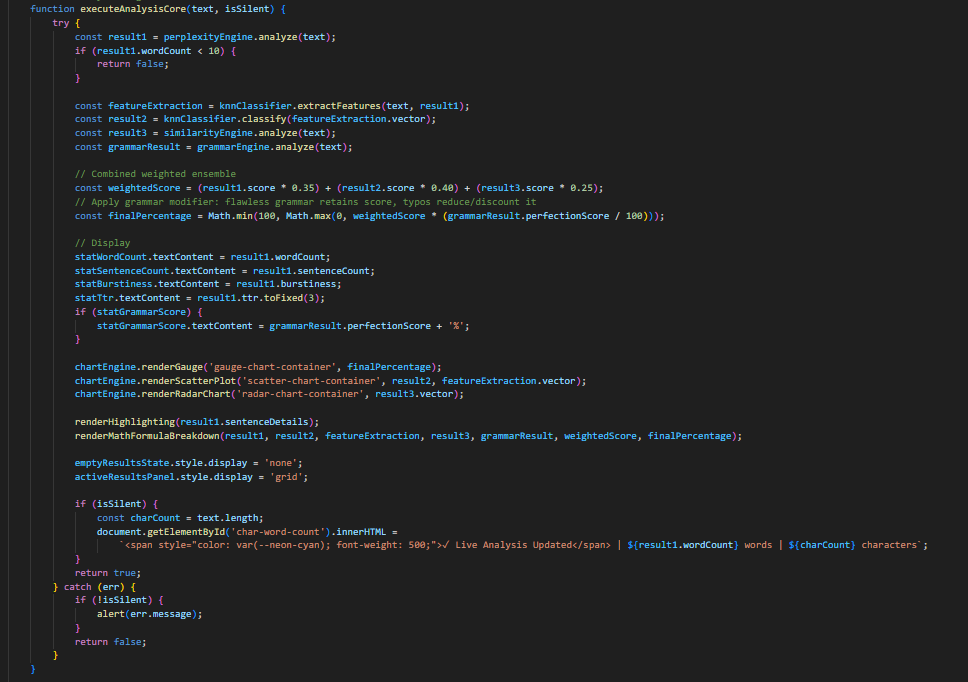 function executeAnalysisCore(text, isSilent) {
try {
const result1 = perplexityEngine.analyze(text);
if (result1.wordCount < 10) {
return false;
}
const featureExtraction = knnClassifier.extractFeatures(text, result1);
const result2 = knnClassifier.classify(featureExtraction.vector);
const result3 = similarityEngine.analyze(text);
const grammarResult = grammarEngine.analyze(text);
// Combined weighted ensemble
const weightedScore = (result1.score * 0.35) + (result2.score * 0.40) + (result3.score * 0.25);
// Apply grammar modifier: flawless grammar retains score, typos reduce/discount it
const finalPercentage = Math.min(100, Math.max(0, weightedScore * (grammarResult.perfectionScore / 100)));
// Display
statWordCount.textContent = result1.wordCount;
statSentenceCount.textContent = result1.sentenceCount;
statBurstiness.textContent = result1.burstiness;
statTtr.textContent = result1.ttr.toFixed(3);
if (statGrammarScore) {
statGrammarScore.textContent = grammarResult.perfectionScore + '%';
}
chartEngine.renderGauge('gauge-chart-container', finalPercentage);
chartEngine.renderScatterPlot('scatter-chart-container', result2, featureExtraction.vector);
chartEngine.renderRadarChart('radar-chart-container', result3.vector);
renderHighlighting(result1.sentenceDetails);
renderMathFormulaBreakdown(result1, result2, featureExtraction, result3, grammarResult, weightedScore, finalPercentage);
emptyResultsState.style.display = 'none';
activeResultsPanel.style.display = 'grid';
if (isSilent) {
const charCount = text.length;
document.getElementById('char-word-count').innerHTML =
`<span style="color: var(--neon-cyan); font-weight: 500;">✓ Live Analysis Updated</span> | ${result1.wordCount} words | ${charCount} characters`;
}
return true;
} catch (err) {
if (!isSilent) {
alert(err.message);
}
return false;
}
}